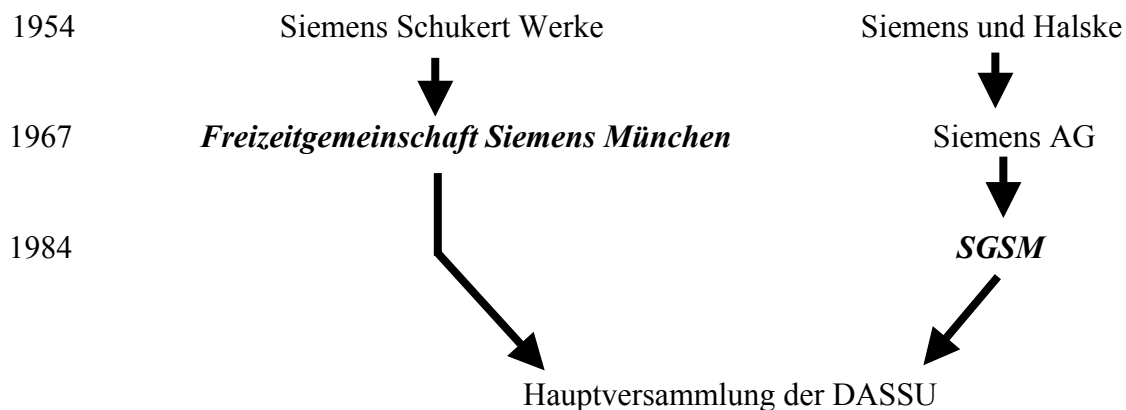 1954 Siemens Schukert Werke Siemens und Halske
1967 Freizeitgemeinschaft Siemens München Siemens AG
1984 SGSM
Hauptversammlung der DASSU